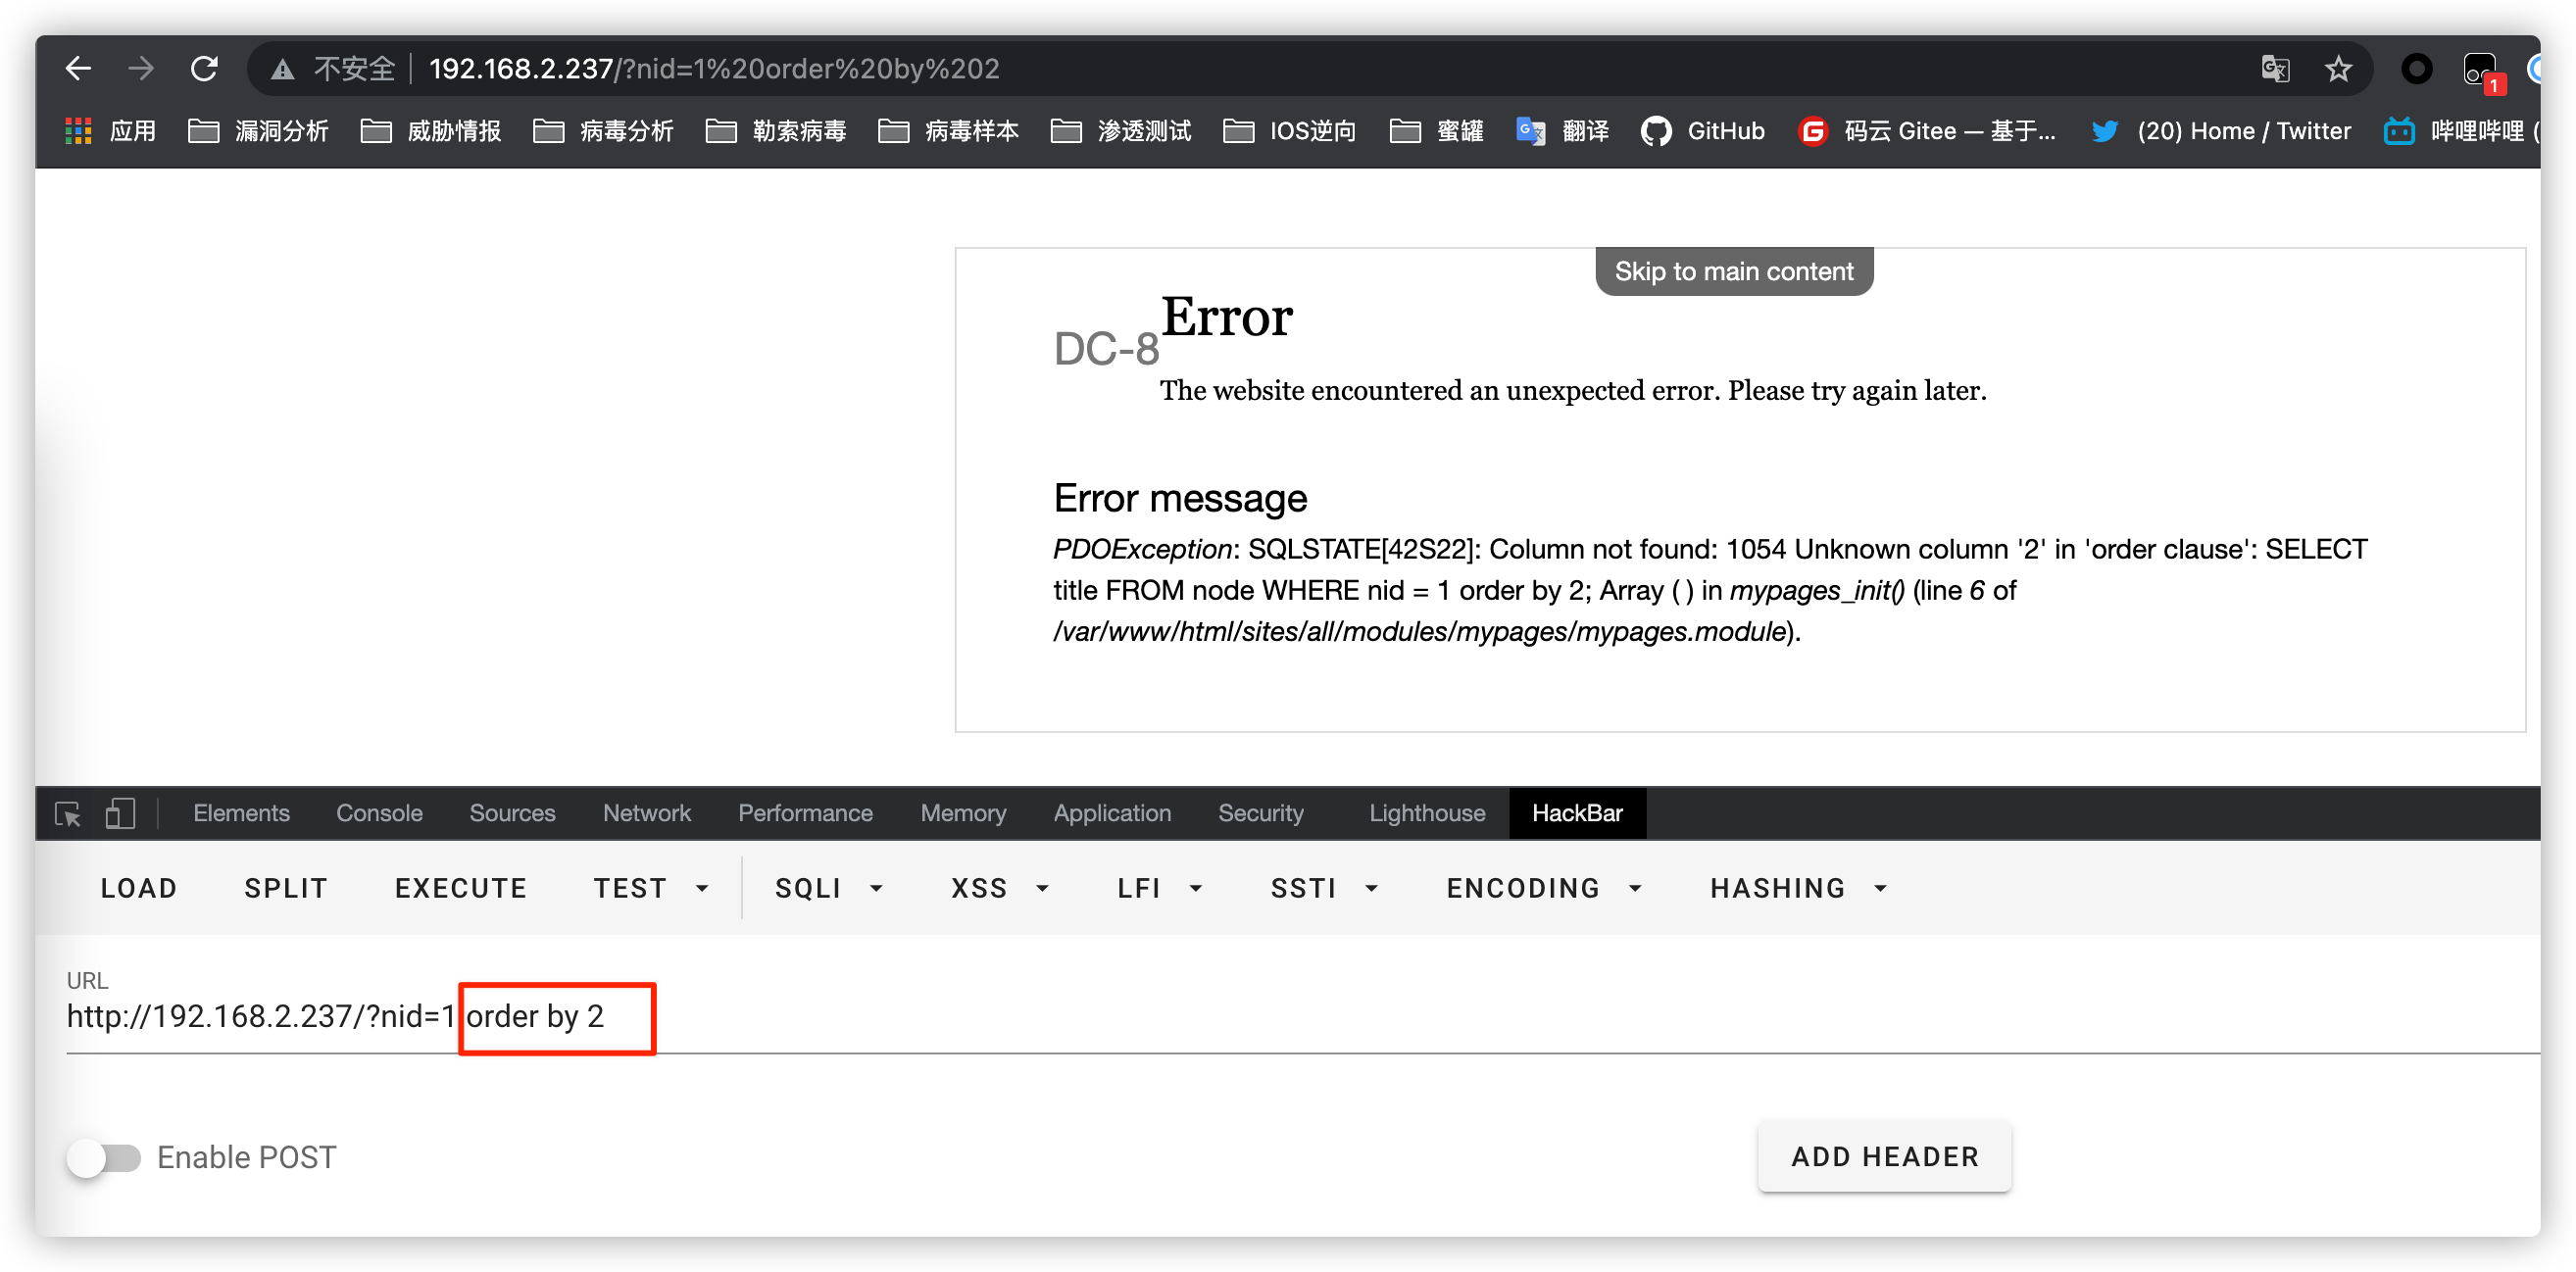 不安全 192.168.2.237/?nid=1%20order%20by%202
1
应用 漏洞分析 威胁情报 病毒分析 勒索病毒 病毒样本 渗透测试 IOS逆向 蜜罐 翻译 GitHub 码云 Gitee — 基于... (20) Home / Twitter 哔哩哔哩 (
Skip to main content
Error
DC-8
The website encountered an unexpected error. Please try again later.
Error message
PDOException: SQLSTATE[42S22]: Column not found: 1054 Unknown column '2' in 'order clause': SELECT
title FROM node WHERE nid = 1 order by 2; Array ( ) in mypages_init() (line 6 of
/var/www/html/sites/all/modules/mypages/mypages.module).
Elements Console Sources Network Performance Memory Application Security Lighthouse HackBar
LOAD SPLIT EXECUTE TEST SQLI XSS LFI SSTI ENCODING HASHING
URL
http://192.168.2.237/?nid=1 order by 2
Enable POST
ADD HEADER